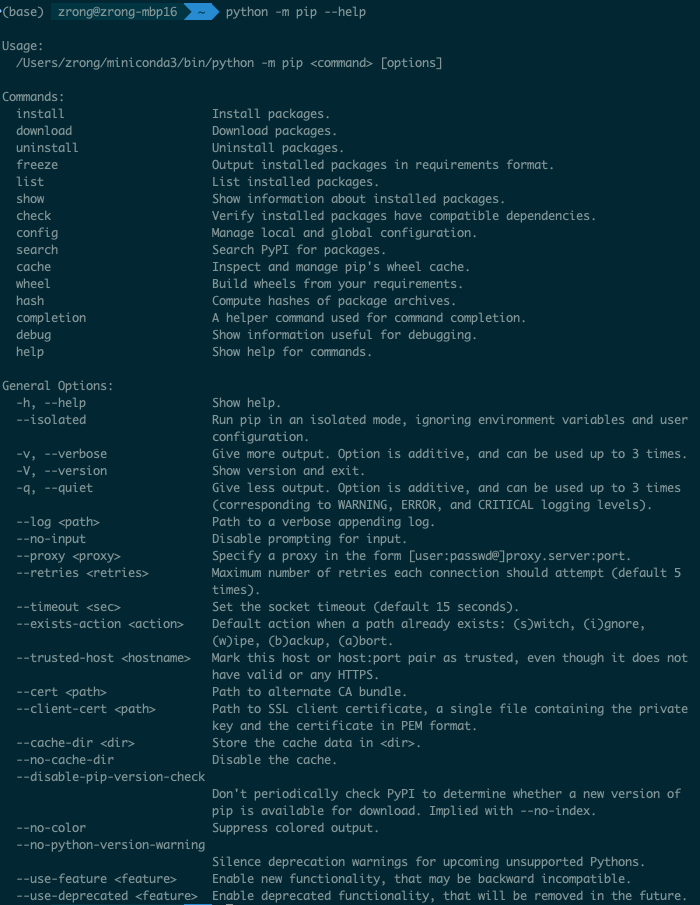 (base) zrong@zrong-mbp16 ~ python -m pip --help
Usage:
/Users/zrong/miniconda3/bin/python -m pip <command> [options]
Commands:
install Install packages.
download Download packages.
uninstall Uninstall packages.
freeze Output installed packages in requirements format.
list List installed packages.
show Show information about installed packages.
check Verify installed packages have compatible dependencies.
config Manage local and global configuration.
search Search PyPI for packages.
cache Inspect and manage pip's wheel cache.
wheel Build wheels from your requirements.
hash Compute hashes of package archives.
completion A helper command used for command completion.
debug Show information useful for debugging.
help Show help for commands.
General Options:
-h, --help Show help.
--isolated Run pip in an isolated mode, ignoring environment variables and user
configuration.
-v, --verbose Give more output. Option is additive, and can be used up to 3 times.
-V, --version Show version and exit.
-q, --quiet Give less output. Option is additive, and can be used up to 3 times
(corresponding to WARNING, ERROR, and CRITICAL logging levels).
--log <path> Path to a verbose appending log.
--no-input Disable prompting for input.
--proxy <proxy> Specify a proxy in the form [user:passwd@]proxy.server:port.
--retries <retries> Maximum number of retries each connection should attempt (default 5
times).
--timeout <sec> Set the socket timeout (default 15 seconds).
--exists-action <action> Default action when a path already exists: (s)witch, (i)gnore,
(w)ipe, (b)ackup, (a)bort.
--trusted-host <hostname> Mark this host or host:port pair as trusted, even though it does not
have valid or any HTTPS.
--cert <path> Path to alternate CA bundle.
--client-cert <path> Path to SSL client certificate, a single file containing the private
key and the certificate in PEM format.
--cache-dir <dir> Store the cache data in <dir>.
--no-cache-dir Disable the cache.
--disable-pip-version-check
Don't periodically check PyPI to determine whether a new version of
pip is available for download. Implied with --no-index.
--no-color Suppress colored output.
--no-python-version-warning
Silence deprecation warnings for upcoming unsupported Pythons.
--use-feature <feature> Enable new functionality, that may be backward incompatible.
--use-deprecated <feature> Enable deprecated functionality, that will be removed in the future.